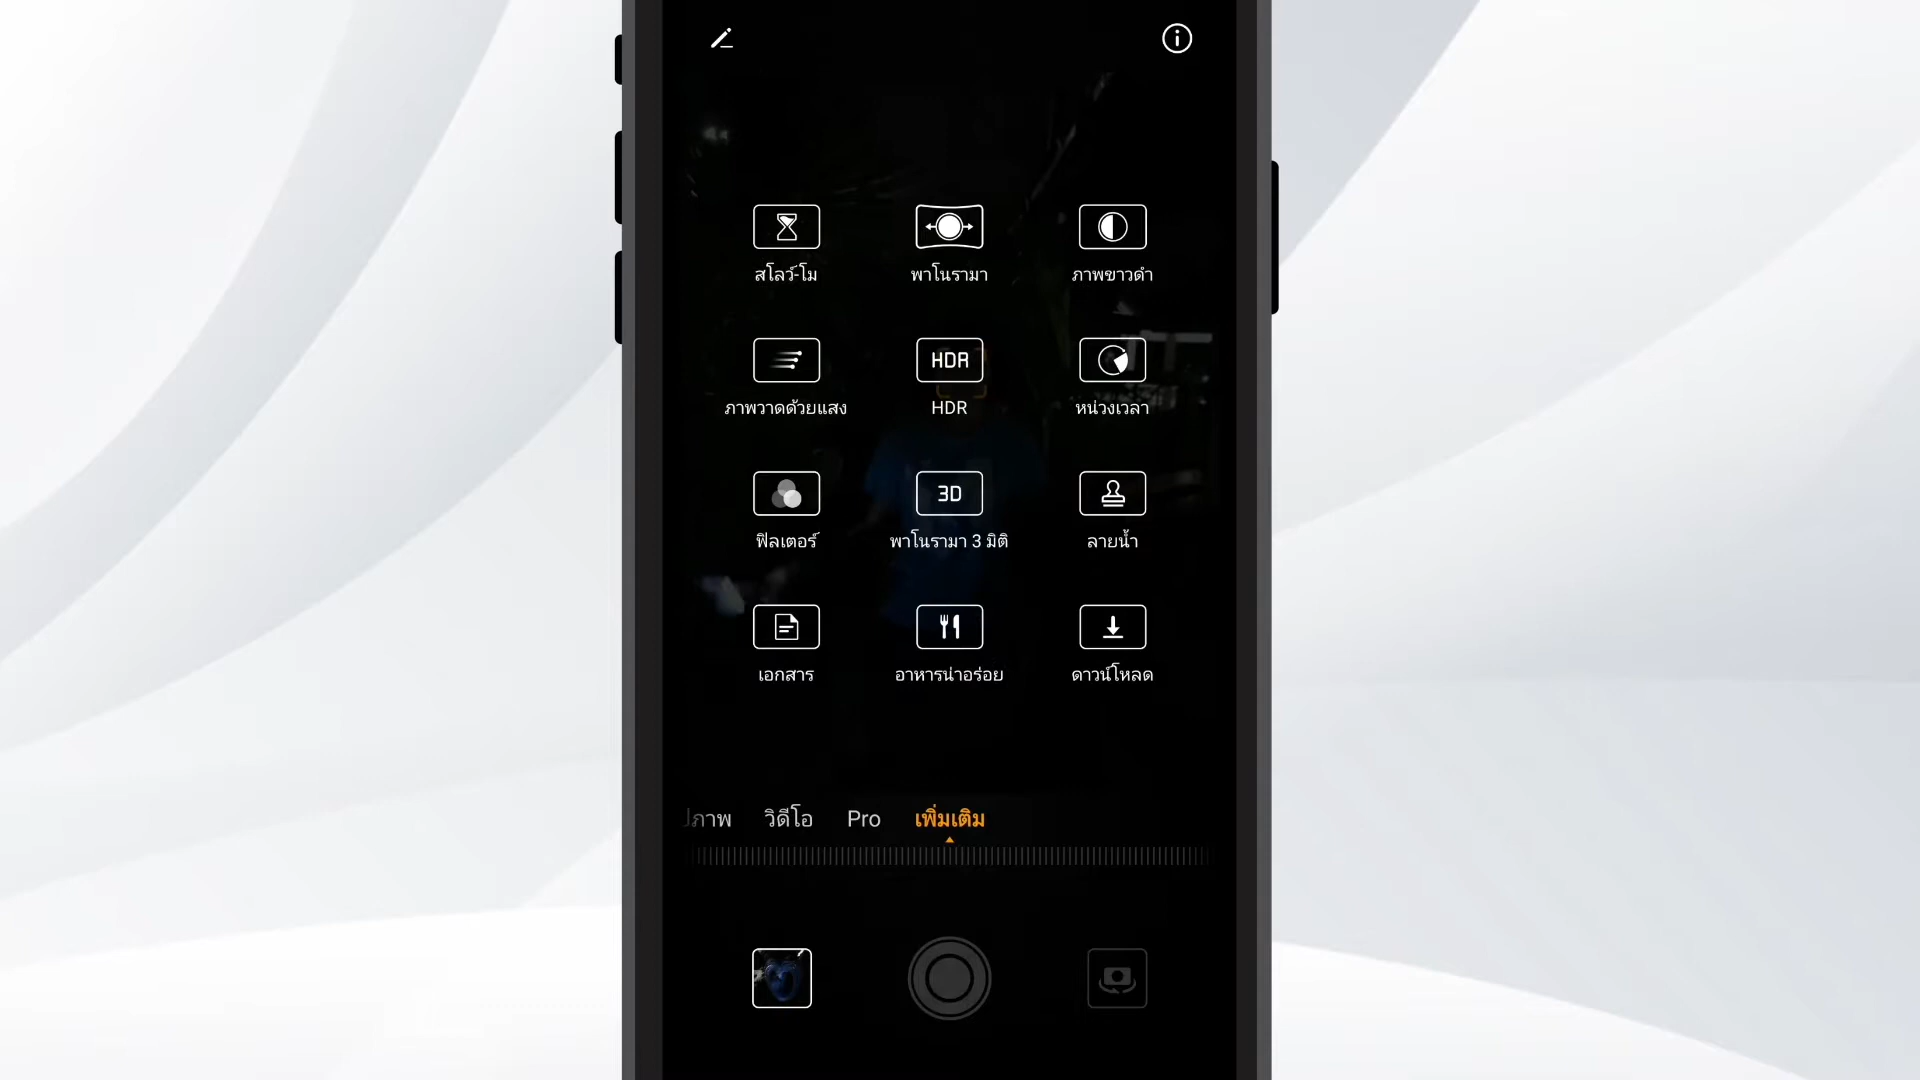 สโลว์-โม
พาโนรามา
ภาพขาวดำ
ภาพวาดด้วยแสง
HDR
HDR
หน่วงเวลา
3D
ฟิลเตอร์
พาโนรามา 3 มิติ
ลายน้ำ
เอกสาร
อาหารน่าอร่อย
ดาวน์โหลด
วิดีโอ Pro เพิ่มเติม